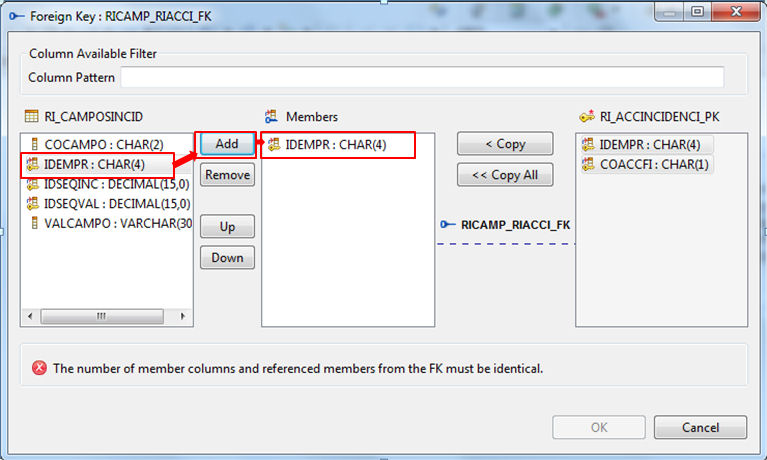 Foreign Key : RICAMP_RIACCI_FK
Column Available Filter
Column Pattern
RI_CAMPOSINCID
COCAMPO : CHAR(2)
IDEMPR : CHAR(4)
IDSEQINC : DECIMAL(15,0)
IDSEQVAL : DECIMAL(15,0)
VALCAMPO : VARCHAR(30
Add
Remove
Up
Down
Members
IDEMPR : CHAR(4)
< Copy
<< Copy All
RICAMP_RIACCI_FK
RI_ACCINCIDENCI_PK
IDEMPR : CHAR(4)
COACCFI : CHAR(1)
The number of member columns and referenced members from the FK must be identical.
OK
Cancel